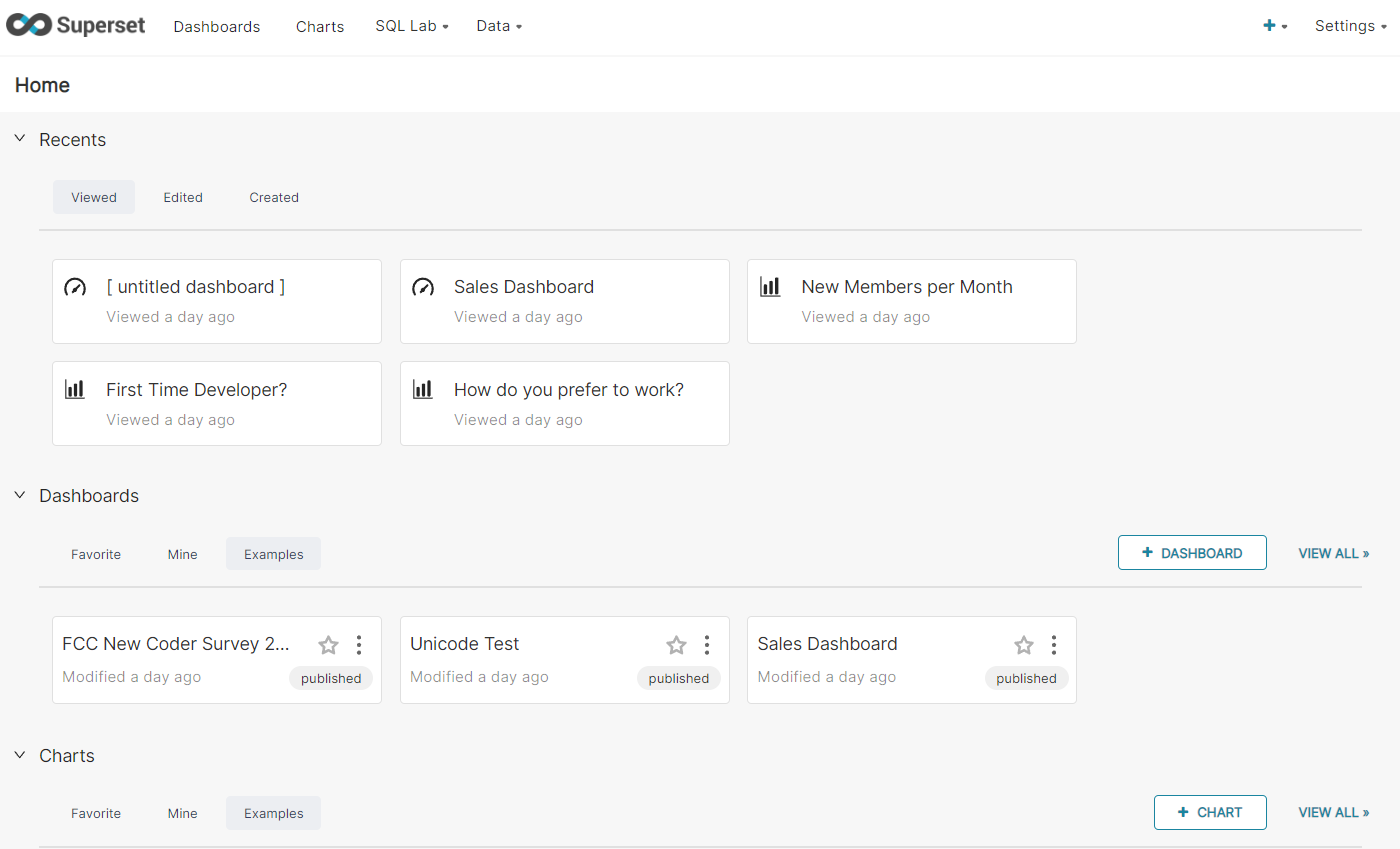 Superset Dashboards Charts SQL Lab Data + Settings
Home
Recents
Viewed Edited Created
[ untitled dashboard ] Sales Dashboard New Members per Month
Viewed a day ago Viewed a day ago Viewed a day ago
First Time Developer? How do you prefer to work?
Viewed a day ago Viewed a day ago
Dashboards
Favorite Mine Examples + DASHBOARD VIEW ALL »
FCC New Coder Survey 2... Unicode Test Sales Dashboard
Modified a day ago published Modified a day ago published Modified a day ago published
Charts
Favorite Mine Examples + CHART VIEW ALL »